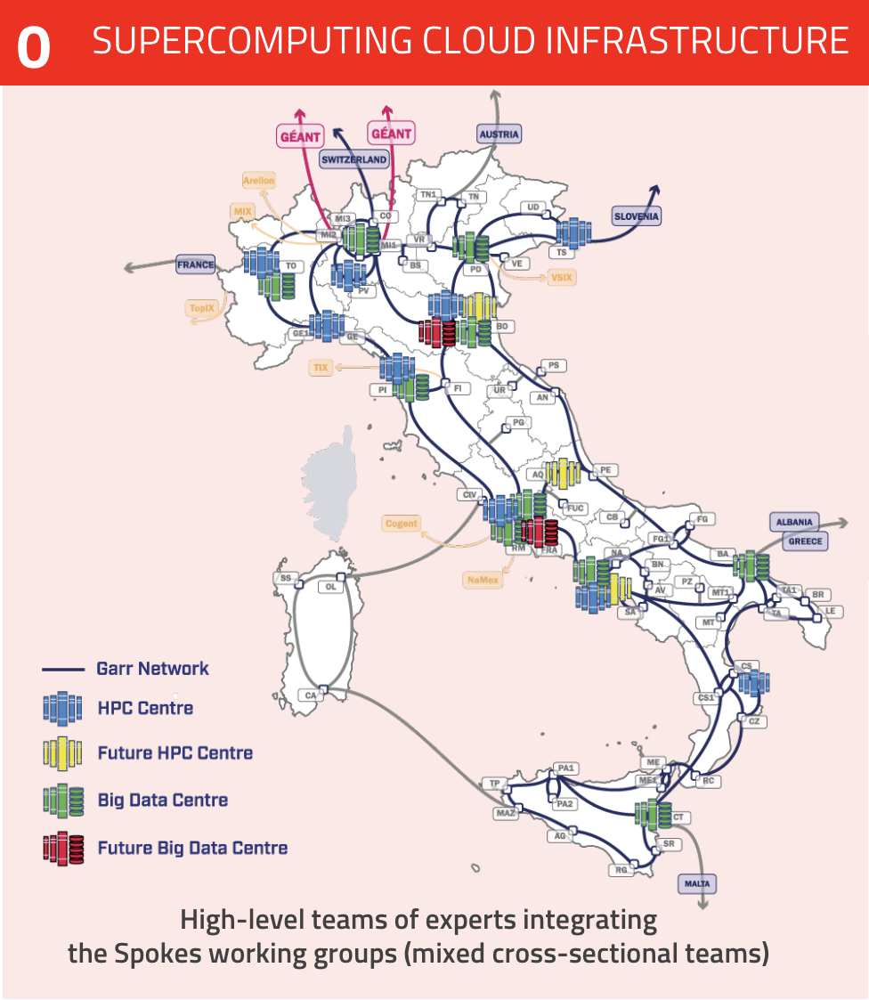 0 SUPERCOMPUTING CLOUD INFRASTRUCTURE
GÉANT
GÉANT
AUSTRIA
SWITZERLAND
Arelion
MIX
SLOVENIA
FRANCE
TopIX
VSIX
TIX
TN1
TN
UD
CO
MI3
MI2
MI1
VR
BS
TS
VE
PD
TO
PV
GE1
GE
BO
PI
FI
PS
UR
AN
PG
AQ
PE
CIV
FUC
Cogent
CB
FG
FG1
ALBANIA
GREECE
RM
ERA
NaMex
NA
BN
BA
AV
PZ
MT1
TA1
BR
SA
MT
TA
LE
SS
OL
CA
CS
CS1
CZ
ME
ME1
RC
PA1
TP
PA2
MAZ
CT
AG
SR
RG
MALTA
Garr Network
HPC Centre
Future HPC Centre
Big Data Centre
Future Big Data Centre
High-level teams of experts integrating
the Spokes working groups (mixed cross-sectional teams)